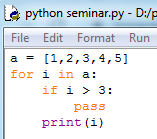 python seminar.py - D:/p
File Edit Format Run
a = [1,2,3,4,5]
for i in a:
    if i > 3:
        pass
    print(i)